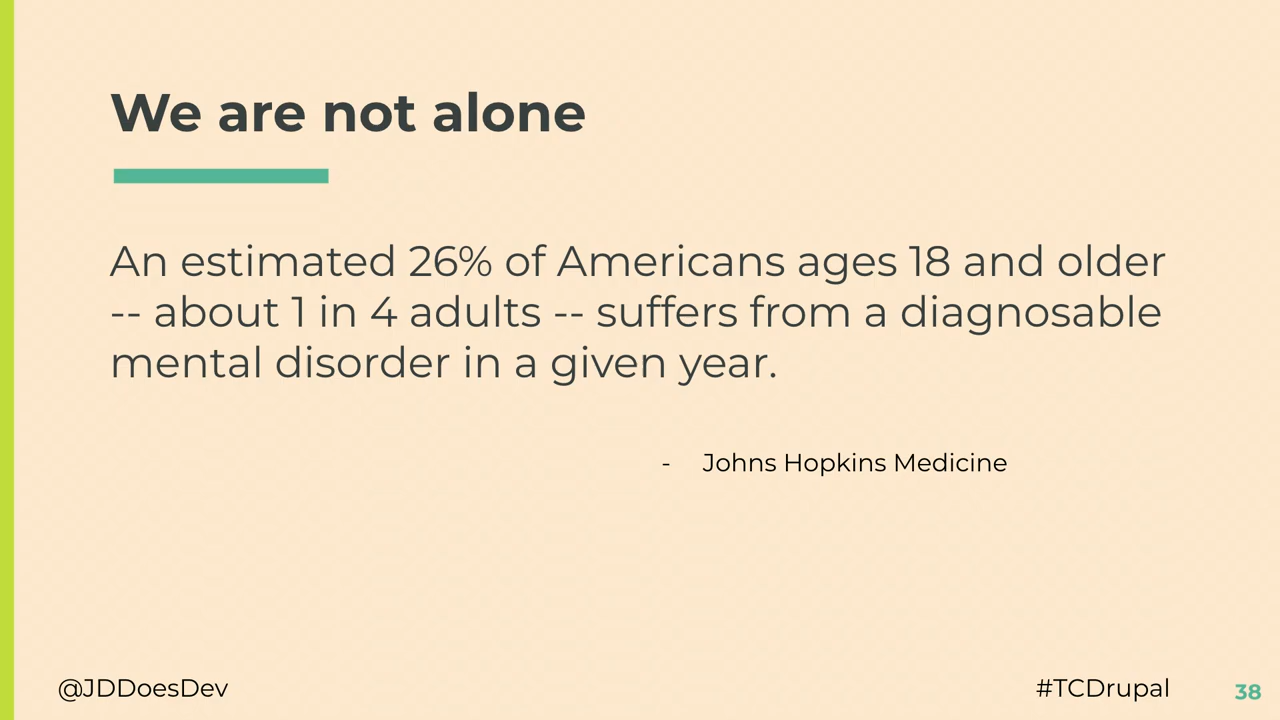 We are not alone
An estimated 26% of Americans ages 18 and older
-- about 1 in 4 adults -- suffers from a diagnosable
mental disorder in a given year.
- Johns Hopkins Medicine
@JDDoesDev
#TCDrupal
38